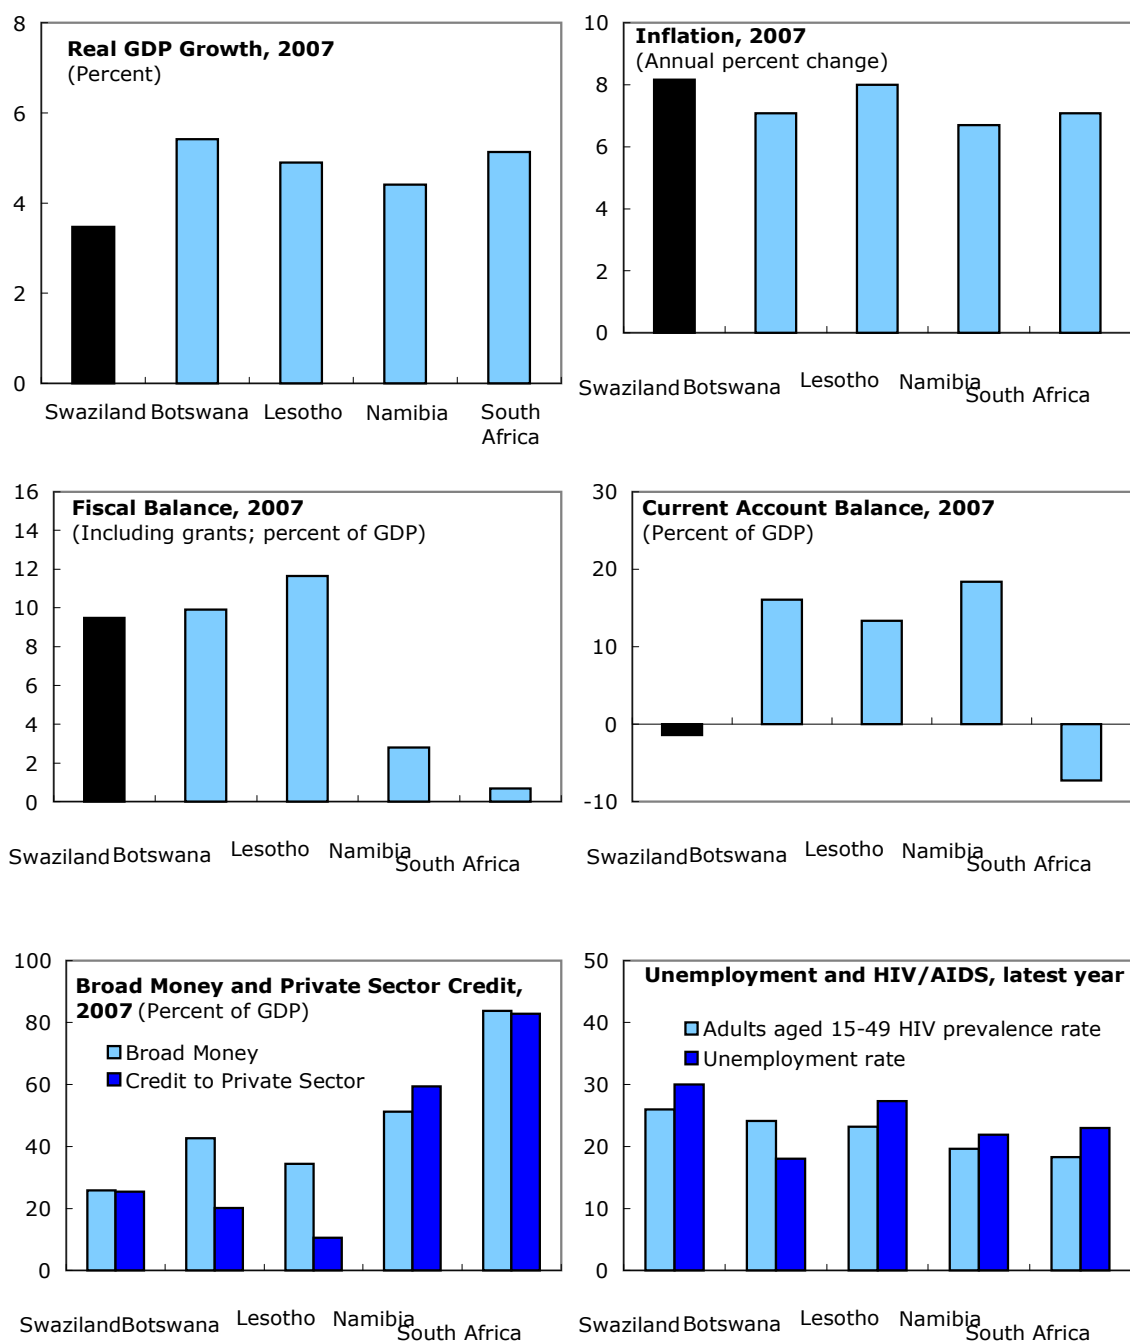 Real GDP Growth, 2007
(Percent)
8
6
4
2
0
Swaziland Botswana Lesotho Namibia South
Africa
Inflation, 2007
(Annual percent change)
10
8
6
4
2
0
Swaziland Botswana Lesotho Namibia South Africa
Fiscal Balance, 2007
(Including grants; percent of GDP)
16
14
12
10
8
6
4
2
0
Swaziland Botswana Lesotho Namibia South Africa
Current Account Balance, 2007
(Percent of GDP)
30
20
10
0
-10
Swaziland Botswana Lesotho Namibia South Africa
Broad Money and Private Sector Credit,
2007 (Percent of GDP)
Broad Money
Credit to Private Sector
100
80
60
40
20
0
Swaziland Botswana Lesotho Namibia South Africa
Unemployment and HIV/AIDS, latest year
Adults aged 15-49 HIV prevalence rate
Unemployment rate
50
40
30
20
10
0
Swaziland Botswana Lesotho Namibia South Africa